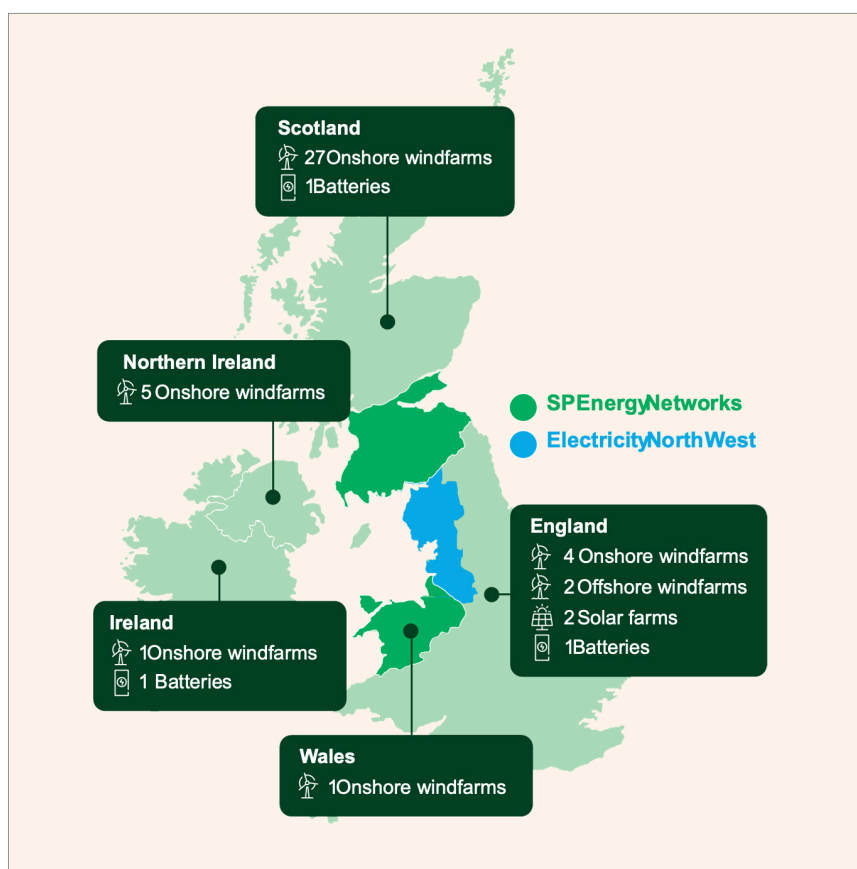 Scotland
27Onshore windfarms
1Batteries
Northern Ireland
5 Onshore windfarms
SPEnergyNetworks
ElectricityNorthWest
England
4 Onshore windfarms
2 Offshore windfarms
2 Solar farms
1Batteries
Ireland
1Onshore windfarms
1 Batteries
Wales
1Onshore windfarms